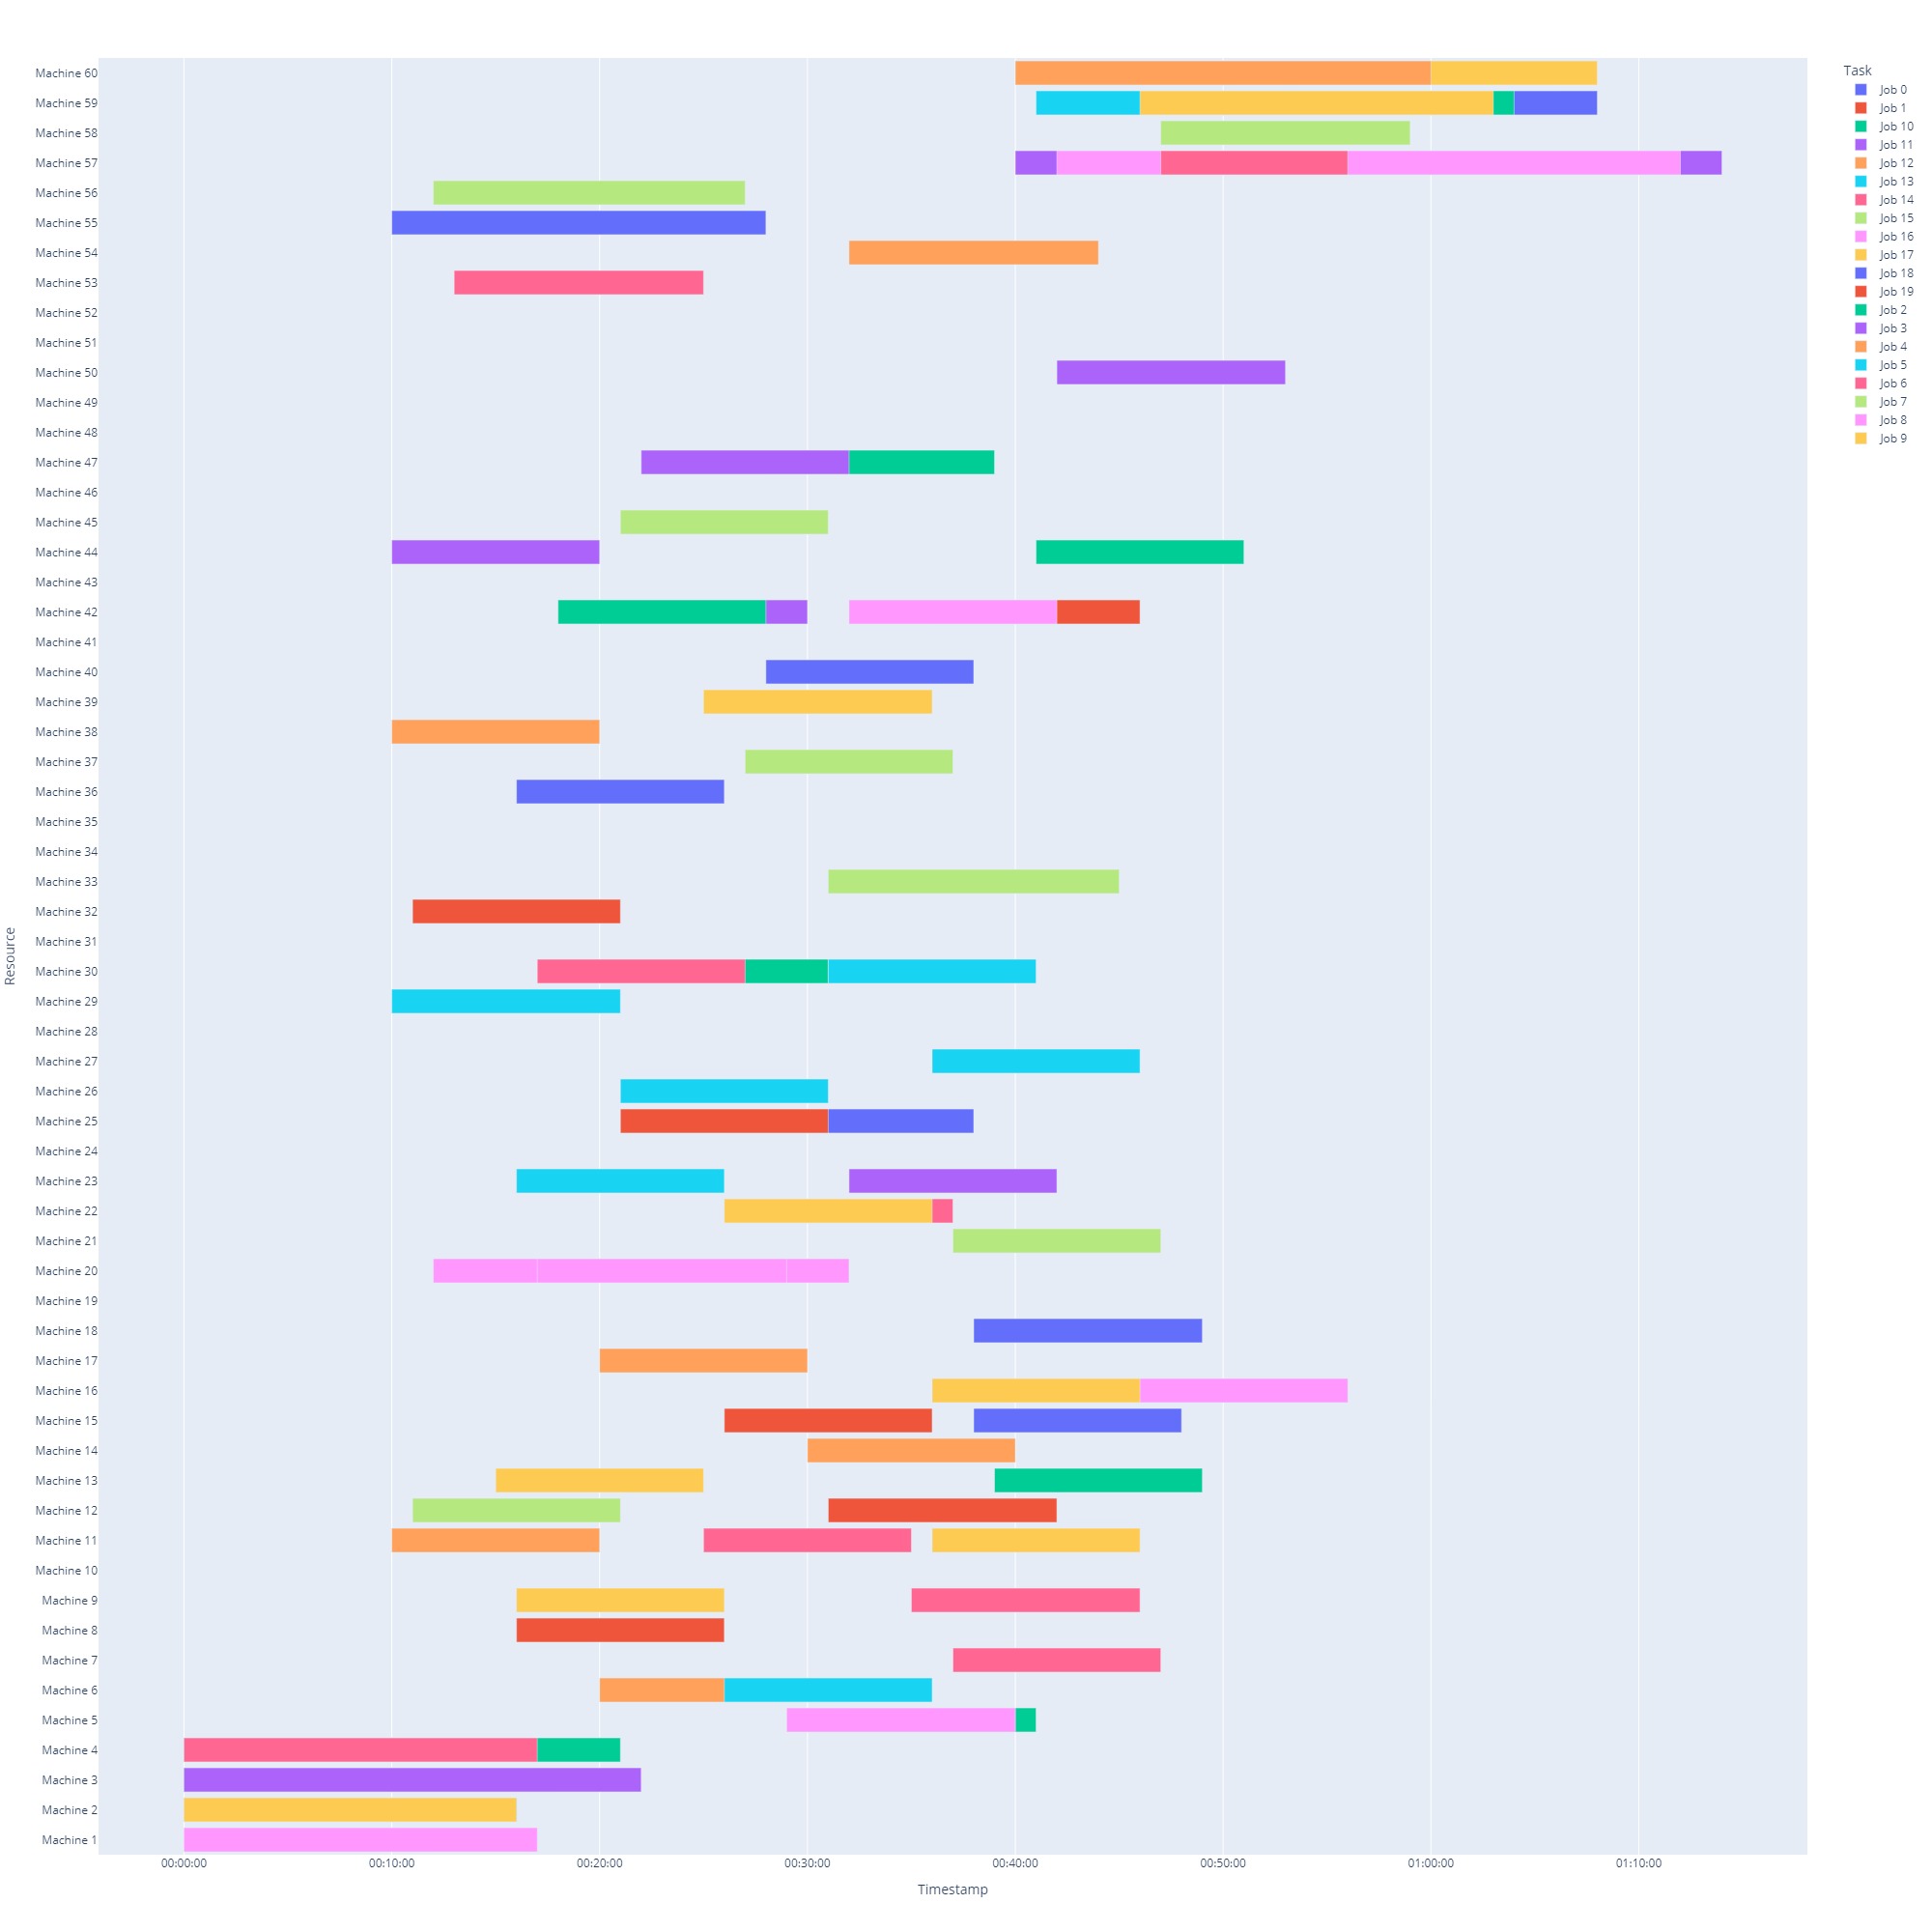 Machine 60
Machine 59
Machine 58
Machine 57
Machine 56
Machine 55
Machine 54
Machine 53
Machine 52
Machine 51
Machine 50
Machine 49
Machine 48
Machine 47
Machine 46
Machine 45
Machine 44
Machine 43
Machine 42
Machine 41
Machine 40
Machine 39
Machine 38
Machine 37
Machine 36
Machine 35
Machine 34
Machine 33
Machine 32
Machine 31
Machine 30
Machine 29
Machine 28
Machine 27
Machine 26
Machine 25
Machine 24
Machine 23
Machine 22
Machine 21
Machine 20
Machine 19
Machine 18
Machine 17
Machine 16
Machine 15
Machine 14
Machine 13
Machine 12
Machine 11
Machine 10
Machine 9
Machine 8
Machine 7
Machine 6
Machine 5
Machine 4
Machine 3
Machine 2
Machine 1
Resource
00:00:00
00:10:00
00:20:00
00:30:00
00:40:00
00:50:00
01:00:00
01:10:00
Timestamp
Task
Job 0
Job 1
Job 10
Job 11
Job 12
Job 13
Job 14
Job 15
Job 16
Job 17
Job 18
Job 19
Job 2
Job 3
Job 4
Job 5
Job 6
Job 7
Job 8
Job 9